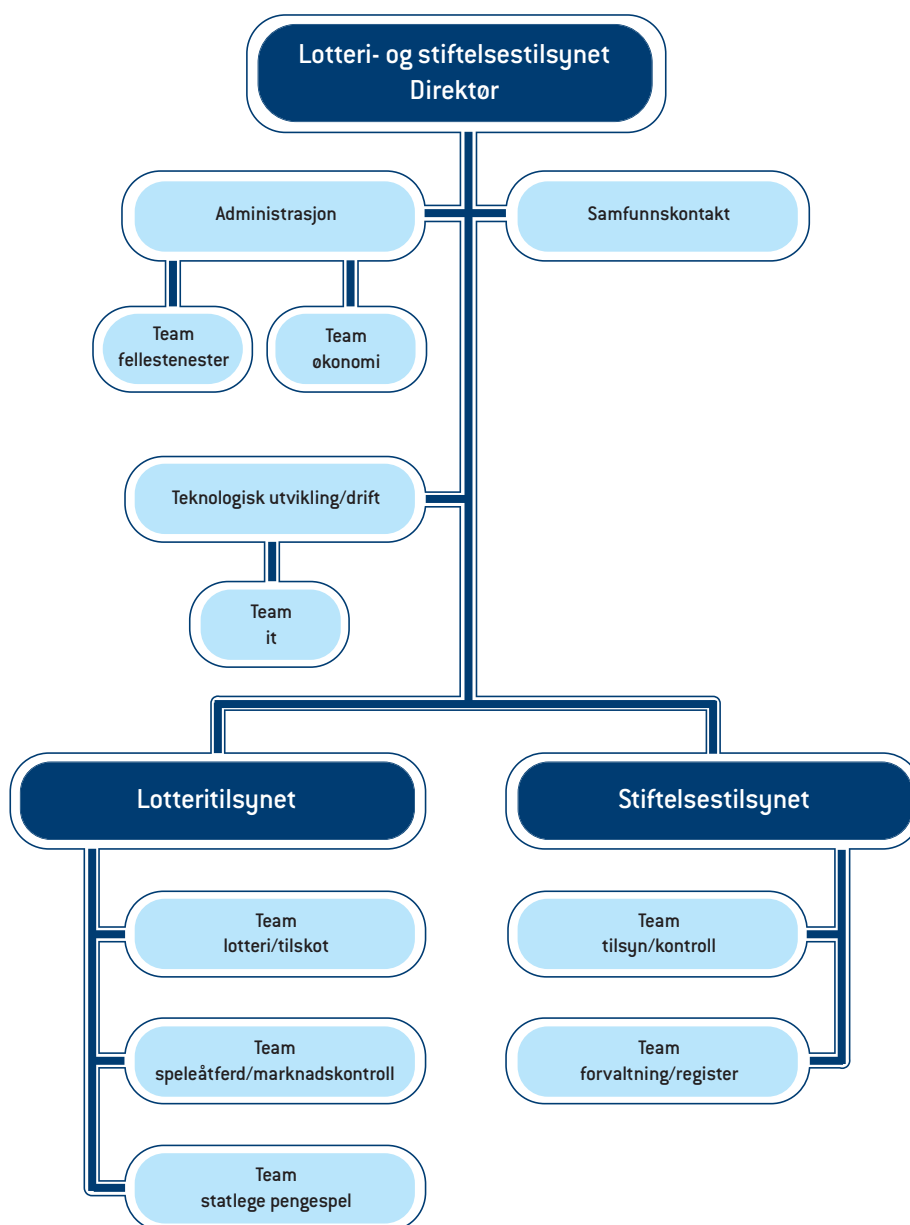 Lotteri- og stiftelsestilsynet
Direktør
Administrasjon
Samfunnskontakt
Team
fellestenester
Team
økonomi
Teknologisk utvikling/drift
Team
it
Lotteritilsynet
Stiftelsestilsynet
Team
lotteri/tilskot
Team
tilsyn/kontroll
Team
speleåtferd/marknadskontroll
Team
forvaltning/register
Team
statlege pengespel